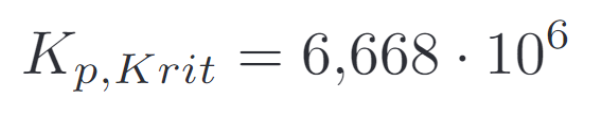 K_{p,Krit} = 6,668 · 10^6